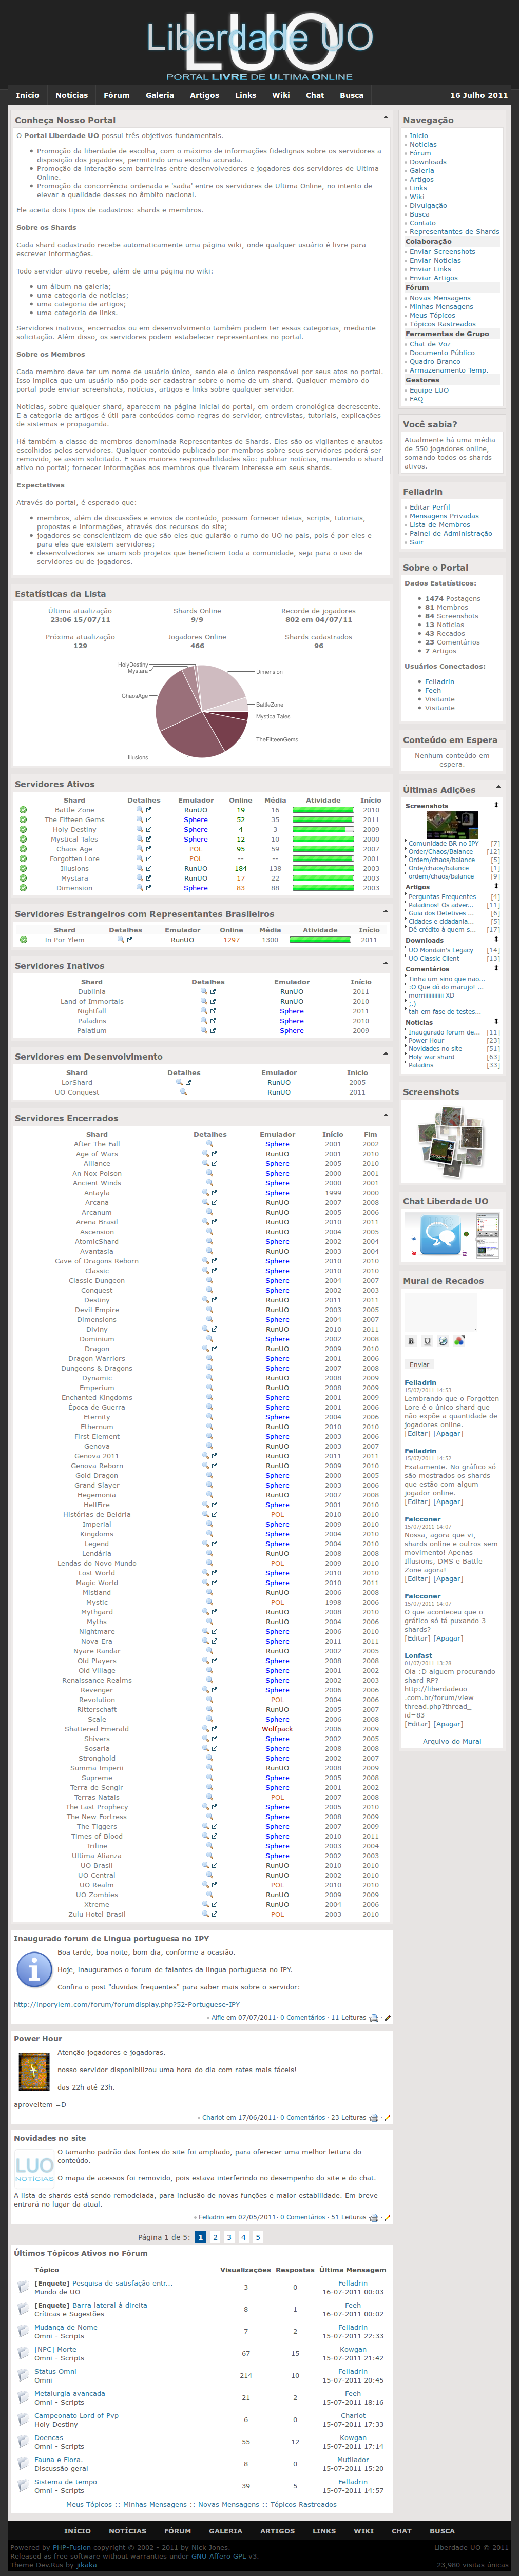 Liberdade UO
LUO
PORTAL LIVRE DE ULTIMA ONLINE
Início Notícias Fórum Galeria Artigos Links Wiki Chat Busca
16 Julho 2011
Conheça Nosso Portal
O Portal Liberdade UO possui três objetivos fundamentais.
Promoção da liberdade de escolha, com o máximo de informações fidedignas sobre os servidores a
disposição dos jogadores, permitindo uma escolha acurada.
Promoção da interação sem barreiras entre desenvolvedores e jogadores dos servidores de Ultima
Online.
Promoção da concorrência ordenada e 'sadia' entre os servidores de Ultima Online, no intento de
elevar a qualidade desses no âmbito nacional.
Ele aceita dois tipos de cadastros: shards e membros.
Sobre os Shards
Cada shard cadastrado recebe automaticamente uma página wiki, onde qualquer usuário é livre para
escrever informações.
Todo servidor ativo recebe, além de uma página no wiki:
um álbum na galeria;
uma categoria de notícias;
uma categoria de artigos;
uma categoria de links.
Servidores inativos, encerrados ou em desenvolvimento também podem ter essas categorias, mediante
solicitação. Além disso, os servidores podem estabelecer representantes no portal.
Sobre os Membros
Cada membro deve ter um nome de usuário único, sendo ele o único responsável por seus atos no portal.
Isso implica que um usuário não pode se cadastrar sobre o nome de um shard. Qualquer membro do
portal pode enviar screenshots, notícias, artigos e links sobre qualquer servidor.
Notícias, sobre qualquer shard, aparecem na página inicial do portal, em ordem cronológica decrescente.
E a categoria de artigos é útil para conteúdos como regras do servidor, entrevistas, tutoriais, explicações
de sistemas e propaganda.
Há também a classe de membros denominada Representantes de Shards. Eles são os vigilantes e arautos
escolhidos pelos servidores. Qualquer conteúdo publicado por membros sobre seus servidores poderá ser
removido, se assim solicitado. E suas maiores responsabilidades são: publicar notícias, mantendo o shard
ativo no portal; fornecer informações aos membros que tiverem interesse em seus shards.
Expectativas
Através do portal, é esperado que:
membros, além de discussões e envios de conteúdo, possam fornecer ideias, scripts, tutoriais,
propostas e informações, através dos recursos do site;
jogadores se conscientizem de que são eles que guiarão o rumo do UO no país, pois é por eles e
para eles que existem servidores;
desenvolvedores se unam sob projetos que beneficiem toda a comunidade, seja para o uso de
servidores ou de jogadores.
Estatísticas da Lista
Última atualização Shards Online Recorde de jogadores
23:06 15/07/11 9/9 802 em 04/07/11
Próxima atualização Jogadores Online Shards cadastrados
129 466 96
HolyDestiny
Mystara
Dimension
ChaosAge
BattleZone
MysticalTales
TheFifteenGems
Illusions
Servidores Ativos
Shard Detalhes Emulador Online Média Atividade Início
Battle Zone RunUO 19 16 2010
The Fifteen Gems Sphere 52 35 2011
Holy Destiny Sphere 4 3 2009
Mystical Tales Sphere 12 10 2000
Chaos Age POL 95 59 2007
Forgotten Lore POL -- -- 2001
Illusions RunUO 184 138 2003
Mystara RunUO 17 22 2003
Dimension Sphere 83 88 2003
Servidores Estrangeiros com Representantes Brasileiros
Shard Detalhes Emulador Online Média Atividade Início
In Por Ylem RunUO 1297 1300 2011
Servidores Inativos
Shard Detalhes Emulador Início
Dublinia RunUO 2011
Land of Immortals RunUO 2010
Nightfall Sphere 2011
Paladins Sphere 2010
Palatium Sphere 2009
Servidores em Desenvolvimento
Shard Detalhes Emulador Início
LorShard RunUO 2005
UO Conquest RunUO 2011
Servidores Encerrados
Shard Detalhes Emulador Início Fim
After The Fall Sphere 2001 2002
Age of Wars RunUO 2001 2010
Alliance Sphere 2005 2010
An Nox Poison Sphere 2000 2001
Ancient Winds Sphere 2000 2001
Antayla Sphere 1999 2000
Arcana RunUO 2007 2008
Arcanum RunUO 2005 2006
Arena Brasil RunUO 2010 2011
Ascension RunUO 2004 2005
AtomicShard Sphere 2002 2004
Avantasia RunUO 2003 2004
Cave of Dragons Reborn Sphere 2010 2010
Classic Sphere 2010 2010
Classic Dungeon Sphere 2004 2007
Conquest Sphere 2002 2003
Destiny RunUO 2011 2011
Devil Empire RunUO 2003 2005
Dimensions Sphere 2004 2007
Diviny RunUO 2010 2011
Dominium Sphere 2002 2008
Dragon RunUO 2009 2010
Dragon Warriors Sphere 2001 2006
Dungeons & Dragons Sphere 2007 2008
Dynamic RunUO 2008 2009
Emperium RunUO 2008 2009
Enchanted Kingdoms Sphere 2001 2009
Época de Guerra Sphere 2001 2006
Eternity Sphere 2004 2006
Ethernum RunUO 2010 2010
First Element Sphere 2003 2006
Genova RunUO 2003 2007
Genova 2011 RunUO 2011 2011
Genova Reborn RunUO 2009 2010
Gold Dragon Sphere 2000 2005
Grand Slayer Sphere 2003 2006
Hegemonia RunUO 2007 2008
HellFire Sphere 2001 2010
Histórias de Beldria POL 2010 2010
Imperial Sphere 2009 2010
Kingdoms Sphere 2004 2010
Legend Sphere 2004 2010
Lendária RunUO 2008 2008
Lendas do Novo Mundo POL 2009 2010
Lost World Sphere 2010 2010
Magic World Sphere 2010 2011
Mistland RunUO 2006 2008
Mystic POL 1998 2006
Mythgard RunUO 2008 2010
Myths RunUO 2004 2006
Nightmare Sphere 2006 2010
Nova Era Sphere 2011 2011
Nyare Randar RunUO 2002 2005
Old Players Sphere 2008 2008
Old Village Sphere 2001 2002
Renaissance Realms Sphere 2002 2003
Revenger Sphere 2006 2006
Revolution POL 2004 2006
Ritterschaft RunUO 2005 2007
Scale Sphere 2006 2008
Shattered Emerald Wolfpack 2006 2009
Shivers Sphere 2002 2005
Sosaria Sphere 2008 2008
Stronghold Sphere 2002 2007
Summa Imperii RunUO 2008 2009
Supreme Sphere 2005 2008
Terra de Sengir Sphere 2001 2002
Terras Natais POL 2007 2008
The Last Prophecy Sphere 2005 2010
The New Fortress Sphere 2008 2009
The Tiggers Sphere 2007 2009
Times of Blood Sphere 2010 2011
Triline Sphere 2003 2004
Ultima Alianza Sphere 2002 2003
UO Brasil RunUO 2010 2010
UO Central RunUO 2002 2010
UO Realm POL 2010 2010
UO Zombies RunUO 2009 2009
Xtreme RunUO 2004 2006
Zulu Hotel Brasil POL 2003 2010
Inaugurado forum de Lingua portuguesa no IPY
Boa tarde, boa noite, bom dia, conforme a ocasião.
Hoje, inauguramos o forum de falantes da lingua portuguesa no IPY.
Confira o post "duvidas frequentes" para saber mais sobre o servidor:
http://inporylem.com/forum/forumdisplay.php?52-Portuguese-IPY
« Alfie em 07/07/2011· 0 Comentários · 11 Leituras ·
Power Hour
Atenção jogadores e jogadoras.
nosso servidor disponibilizou uma hora do dia com rates mais fáceis!
das 22h até 23h.
aproveitem =D
« Chariot em 17/06/2011· 0 Comentários · 23 Leituras ·
Novidades no site
LUO
NOTÍCIAS
O tamanho padrão das fontes do site foi ampliado, para oferecer uma melhor leitura do
conteúdo.
O mapa de acessos foi removido, pois estava interferindo no desempenho do site e do chat.
A lista de shards está sendo remodelada, para inclusão de novas funções e maior estabilidade. Em breve
entrará no lugar da atual.
« Felladrin em 02/05/2011· 0 Comentários · 51 Leituras ·
Página 1 de 5: 1 2 3 4 5
Últimos Tópicos Ativos no Fórum
Tópico Visualizações Respostas Última Mensagem
[Enquete] Pesquisa de satisfação entr... 3 0 Felladrin
Mundo de UO 16-07-2011 00:03
[Enquete] Barra lateral à direita 8 1 Feeh
Críticas e Sugestões 16-07-2011 00:02
Mudança de Nome 7 2 Felladrin
Omni - Scripts 15-07-2011 22:33
[NPC] Morte 67 15 Kowgan
Omni - Scripts 15-07-2011 21:42
Status Omni 214 10 Felladrin
Omni 15-07-2011 20:45
Metalurgia avancada 21 2 Feeh
Omni - Scripts 15-07-2011 18:16
Campeonato Lord of Pvp 6 0 Chariot
Holy Destiny 15-07-2011 17:33
Doencas 55 12 Kowgan
Omni - Scripts 15-07-2011 17:14
Fauna e Flora. 8 0 Mutilador
Discussão geral 15-07-2011 15:20
Sistema de tempo 39 5 Felladrin
Omni - Scripts 15-07-2011 14:57
Meus Tópicos :: Minhas Mensagens :: Novas Mensagens :: Tópicos Rastreados
Navegação
Início
Notícias
Fórum
Downloads
Galeria
Artigos
Links
Wiki
Divulgação
Busca
Contato
Representantes de Shards
Colaboração
Enviar Screenshots
Enviar Notícias
Enviar Links
Enviar Artigos
Fórum
Novas Mensagens
Minhas Mensagens
Meus Tópicos
Tópicos Rastreados
Ferramentas de Grupo
Chat de Voz
Documento Público
Quadro Branco
Armazenamento Temp.
Gestores
Equipe LUO
FAQ
Você sabia?
Atualmente há uma média
de 550 jogadores online,
somando todos os shards
ativos.
Felladrin
Editar Perfil
Mensagens Privadas
Lista de Membros
Painel de Administração
Sair
Sobre o Portal
Dados Estatísticos:
1474 Postagens
81 Membros
84 Screenshots
13 Notícias
43 Recados
23 Comentários
7 Artigos
Usuários Conectados:
Felladrin
Feeh
Visitante
Visitante
Conteúdo em Espera
Nenhum conteúdo em
espera.
Últimas Adições
Screenshots
Comunidade BR no IPY [7]
Order/Chaos/Balance [12]
Ordem/chaos/balance [5]
Orde/chaos/balance [1]
ordem/chaos/balance [9]
Artigos
Perguntas Frequentes [4]
Paladinos! Os adver... [11]
Guia dos Detetives ... [6]
Cidades e cidadania... [5]
Dê crédito à quem s... [17]
Downloads
UO Mondain's Legacy [14]
UO Classic Client [13]
Comentários
Tinha um sino que não...
:O Que dó do marujo! ...
morriiiiiiiiiiiiii XD
;.)
tah em fase de testes...
Notícias
Inaugurado forum de... [11]
Power Hour [23]
Novidades no site [51]
Holy war shard [63]
Paladins [33]
Screenshots
Chat Liberdade UO
Mural de Recados
B U
Enviar
Felladrin
15/07/2011 14:53
Lembrando que o Forgotten
Lore é o único shard que
não expõe a quantidade de
jogadores online.
[Editar] [Apagar]
Felladrin
15/07/2011 14:52
Exatamente. No gráfico só
são mostrados os shards
que estão com algum
jogador online.
[Editar] [Apagar]
Falcconer
15/07/2011 14:07
Nossa, agora que vi,
shards online e outros sem
movimento! Apenas
Illusions, DMS e Battle
Zone agora!
[Editar] [Apagar]
Falcconer
15/07/2011 14:07
O que aconteceu que o
gráfico só tá puxando 3
shards?
[Editar] [Apagar]
Lonfast
01/07/2011 13:28
Ola :D alguem procurando
shard RP?
http://liberdadeuo
.com.br/forum/view
thread.php?thread_
id=83
[Editar] [Apagar]
Arquivo do Mural
INÍCIO NOTÍCIAS FÓRUM GALERIA ARTIGOS LINKS WIKI CHAT BUSCA
Powered by PHP-Fusion copyright © 2002 - 2011 by Nick Jones.
Released as free software without warranties under GNU Affero GPL v3.
Theme Dev.Rus by Jikaka
Liberdade UO © 2011
23,980 visitas únicas